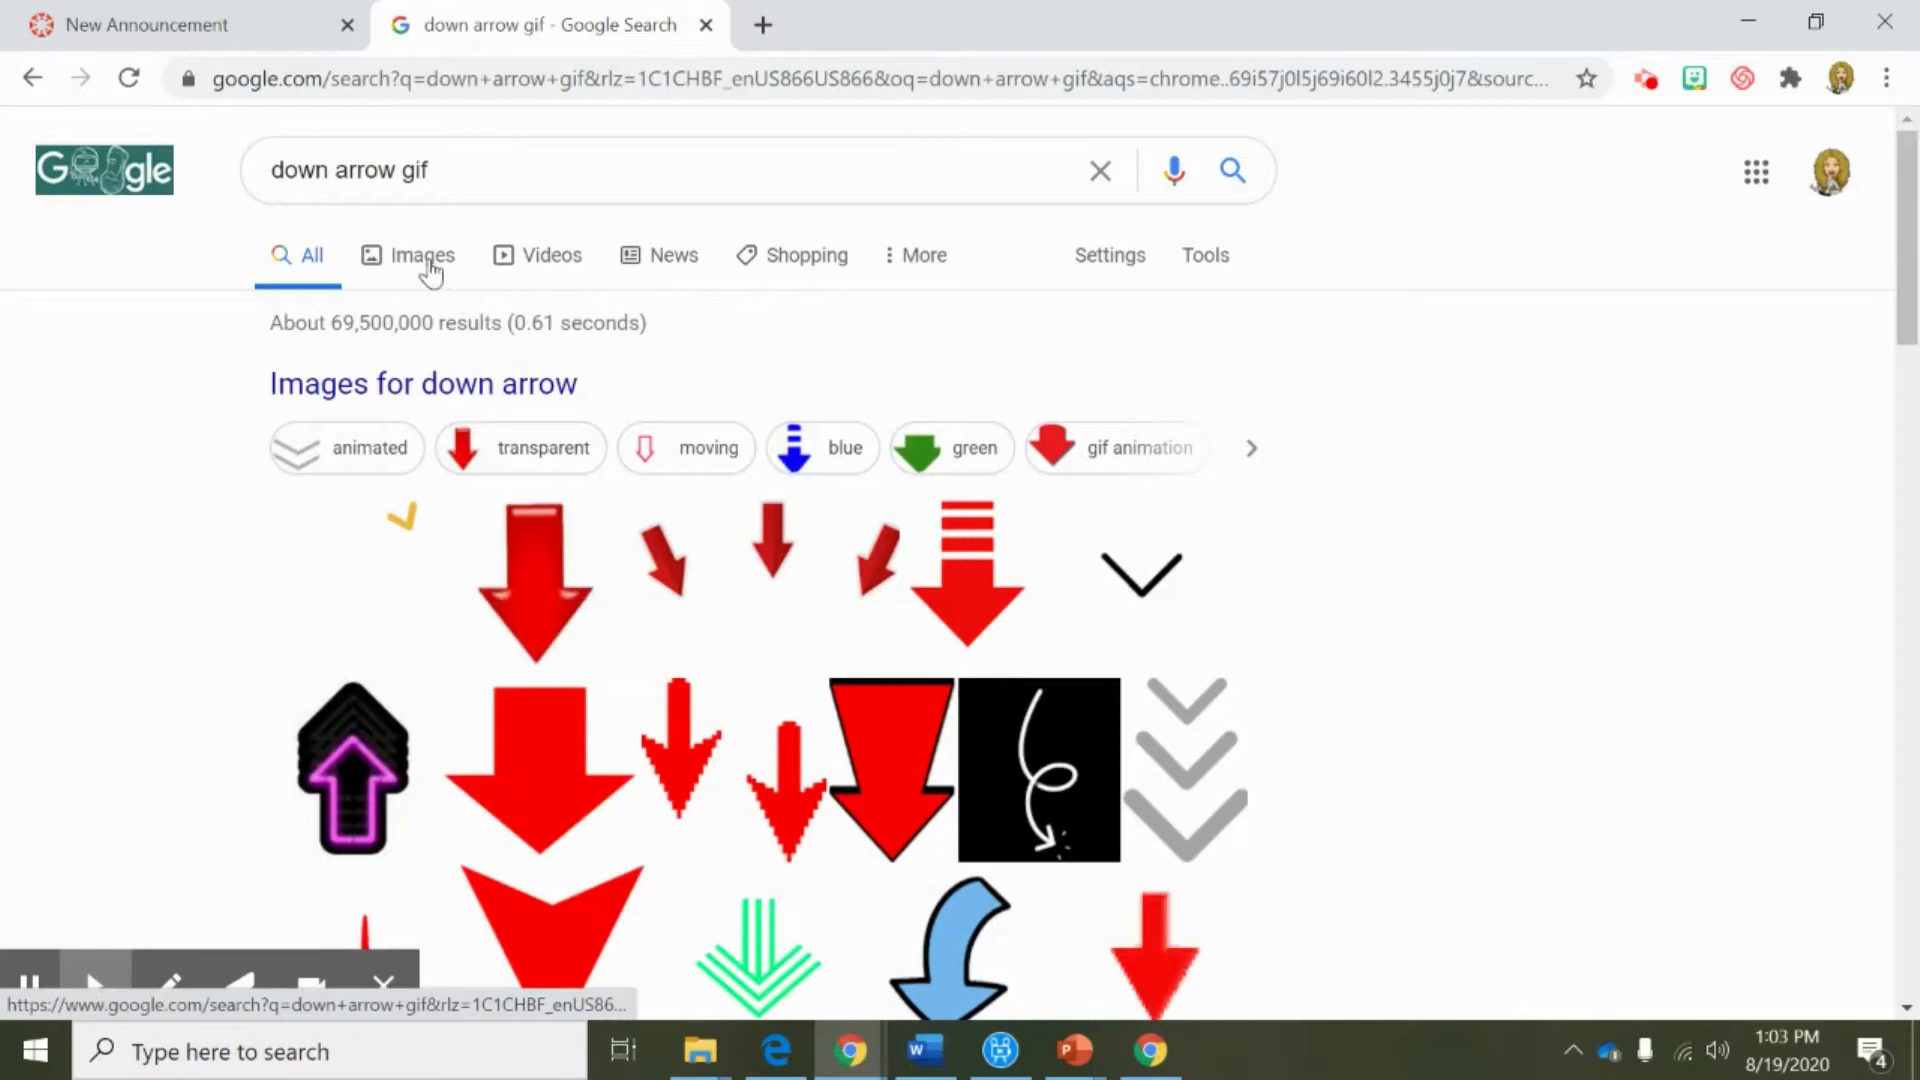 New Announcement
down arrow gif - Google Search
google.com/search?q=down+arrow+gif&rlz=1C1CHBF_enUS866US866&oq=down+arrow+gif&aqs=chrome..69i57j0l5j69i60l2.3455j0j7&sourc...
Google
down arrow gif
All Images Videos News Shopping More Settings Tools
About 69,500,000 results (0.61 seconds)
Images for down arrow
animated transparent moving blue green gif animation
https://www.google.com/search?q=down+arrow+gif&rlz=1C1CHBF_enUS86...
Type here to search
W
P
1:03 PM
8/19/2020
4